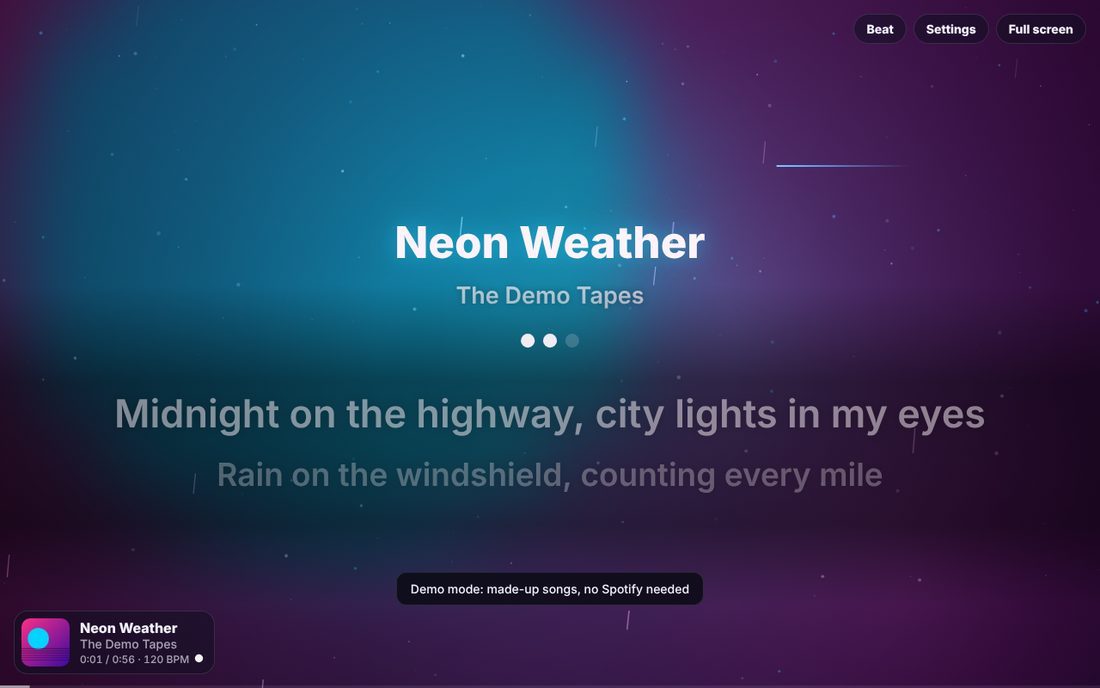 Beat
Settings
Full screen
Neon Weather
The Demo Tapes
Midnight on the highway, city lights in my eyes
Rain on the windshield, counting every mile
Demo mode: made-up songs, no Spotify needed
Neon Weather
The Demo Tapes
0:01 / 0:56 · 120 BPM